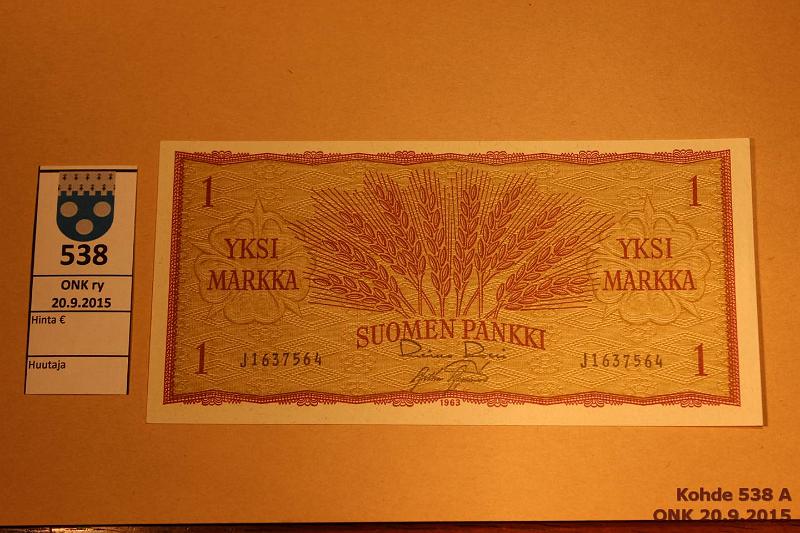 538
ONK ry
20.9.2015
Hinta €
Huutaja
1
1
YKSI
MARKKA
YKSI
MARKKA
SUOMEN PANKKI
1
J1637564
J1637564
1
1963
Kohde 538 A
ONK 20.9.2015